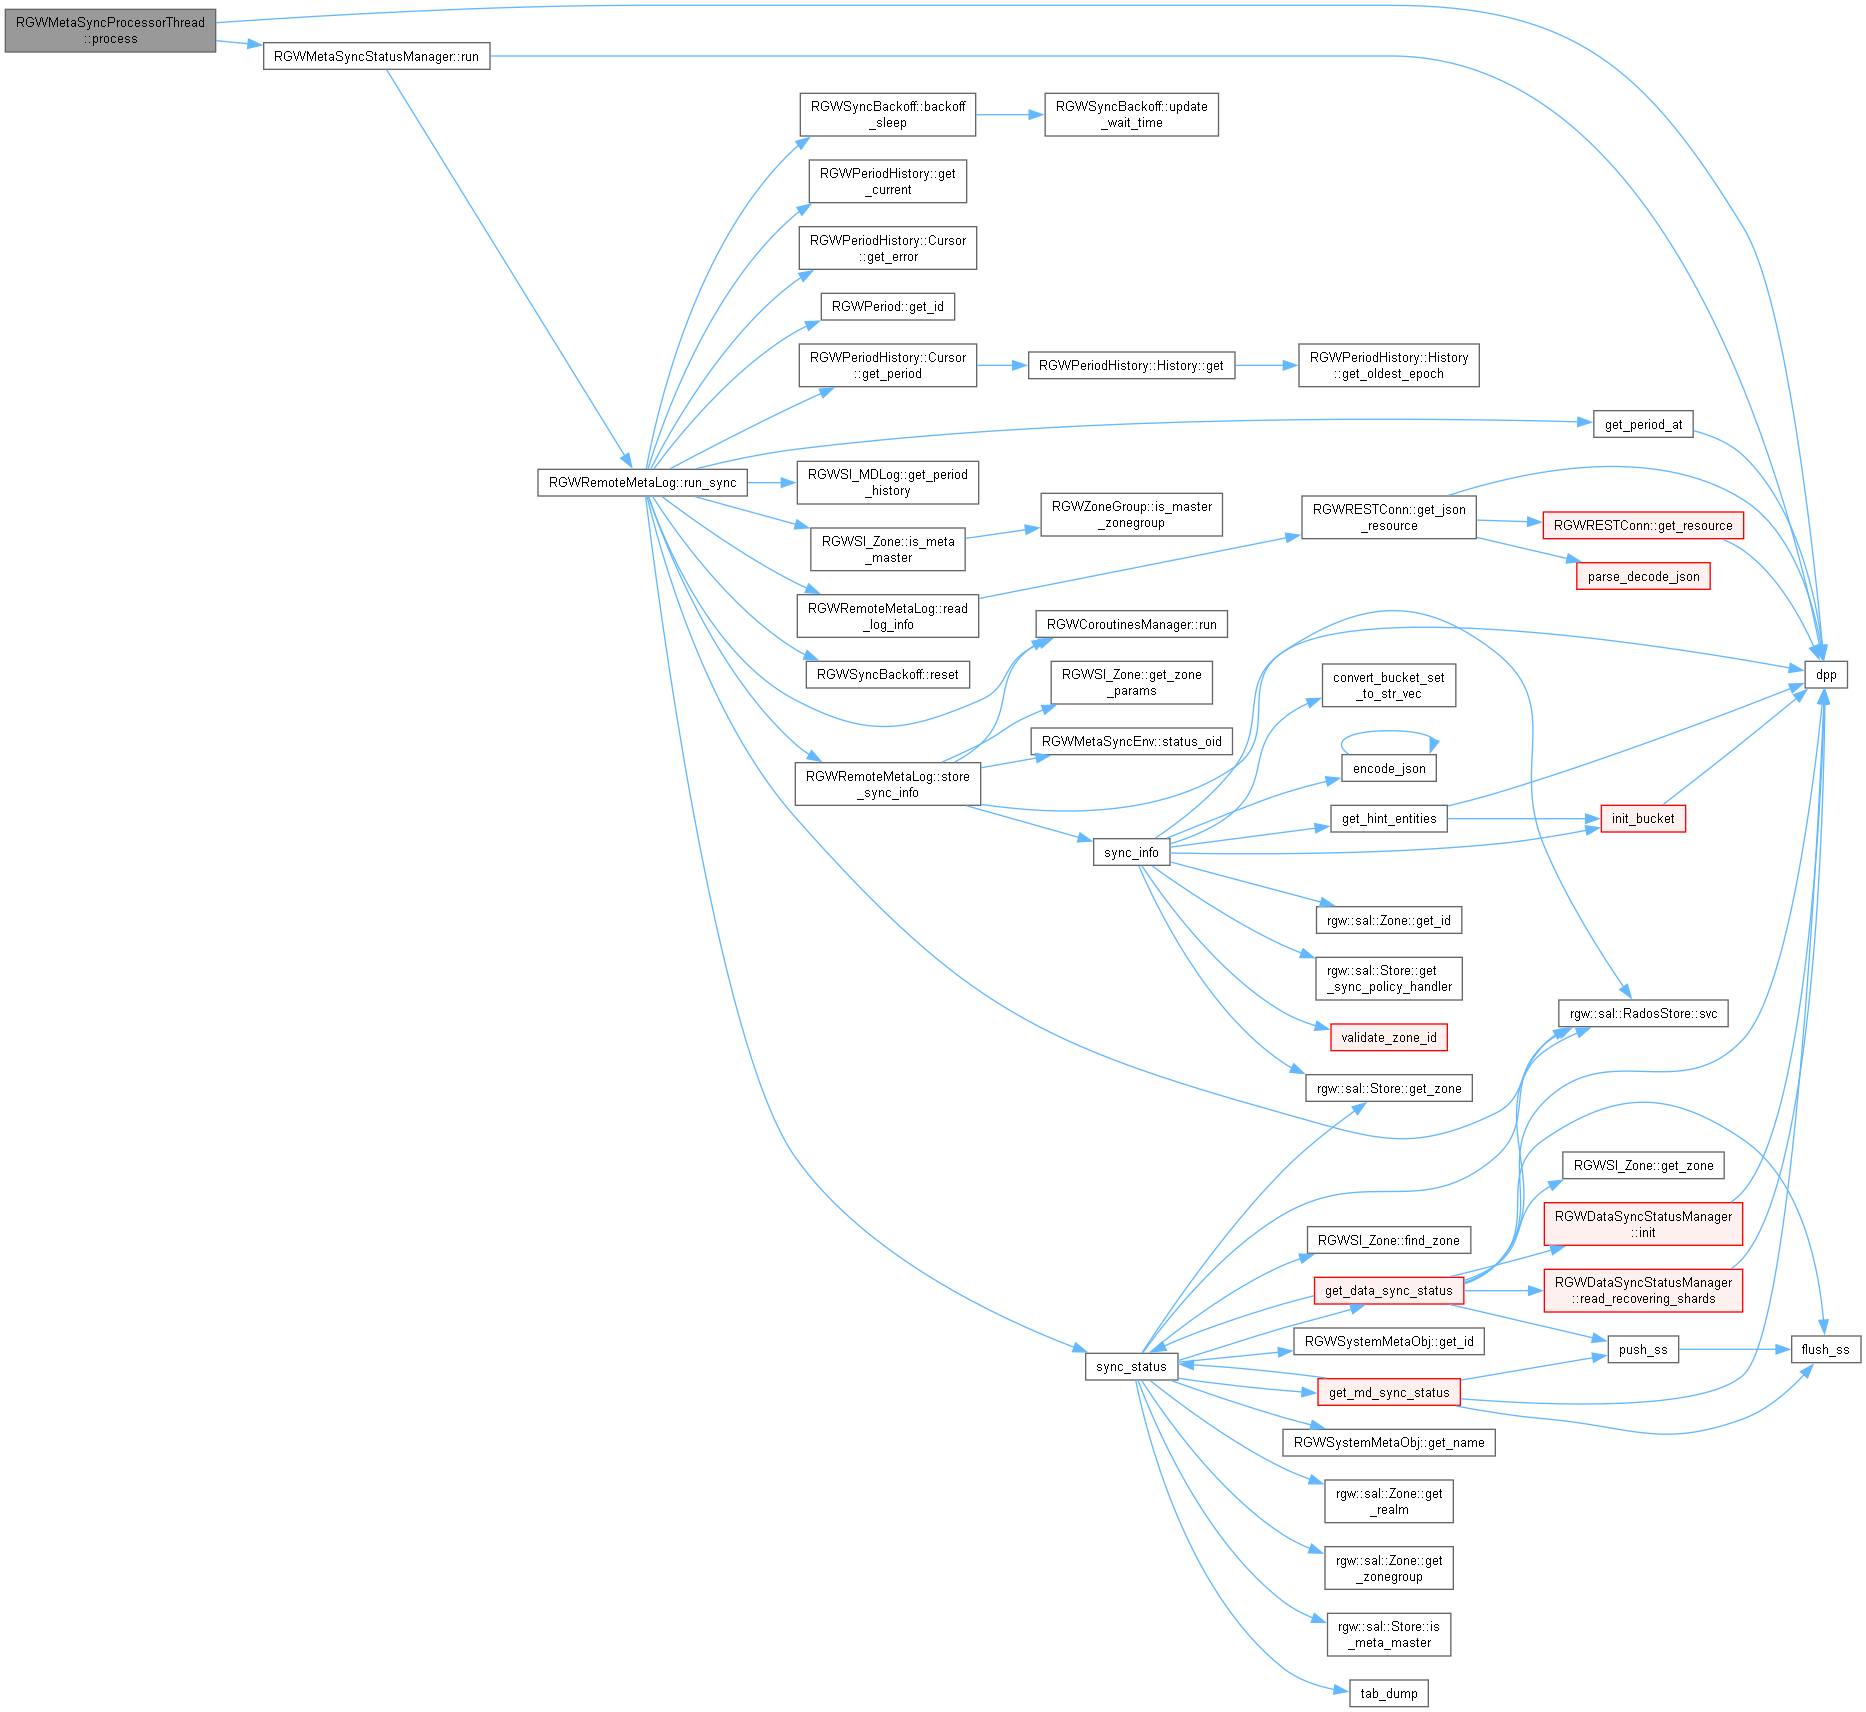 RGWMetaSyncProcessorThread
::process
RGWMetaSyncStatusManager::run
RGWSyncBackoff::backoff
_sleep
RGWSyncBackoff::update
_wait_time
RGWPeriodHistory::get
_current
RGWPeriodHistory::Cursor
::get_error
RGWPeriod::get_id
RGWPeriodHistory::Cursor
::get_period
RGWPeriodHistory::History::get
RGWPeriodHistory::History
::get_oldest_epoch
get_period_at
RGWRemoteMetaLog::run_sync
RGWSI_MDLog::get_period
_history
RGWSI_Zone::is_meta
_master
RGWZoneGroup::is_master
_zonegroup
RGWRESTConn::get_json
_resource
RGWRESTConn::get_resource
parse_decode_json
RGWRemoteMetaLog::read
_log_info
RGWCoroutinesManager::run
RGWSyncBackoff::reset
RGWSI_Zone::get_zone
_params
convert_bucket_set
_to_str_vec
dpp
RGWMetaSyncEnv::status_oid
RGWRemoteMetaLog::store
_sync_info
encode_json
get_hint_entities
init_bucket
sync_info
rgw::sal::Zone::get_id
rgw::sal::Store::get
_sync_policy_handler
rgw::sal::RadosStore::svc
validate_zone_id
rgw::sal::Store::get_zone
RGWSI_Zone::get_zone
RGWDataSyncStatusManager
::init
RGWSI_Zone::find_zone
get_data_sync_status
RGWDataSyncStatusManager
::read_recovering_shards
RGWSystemMetaObj::get_id
push_ss
flush_ss
sync_status
get_md_sync_status
RGWSystemMetaObj::get_name
rgw::sal::Zone::get
_realm
rgw::sal::Zone::get
_zonegroup
rgw::sal::Store::is
_meta_master
tab_dump